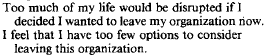 Too much of my life would be disrupted if I
decided I wanted to leave my organization now.
I feel that I have too few options to consider
leaving this organization.